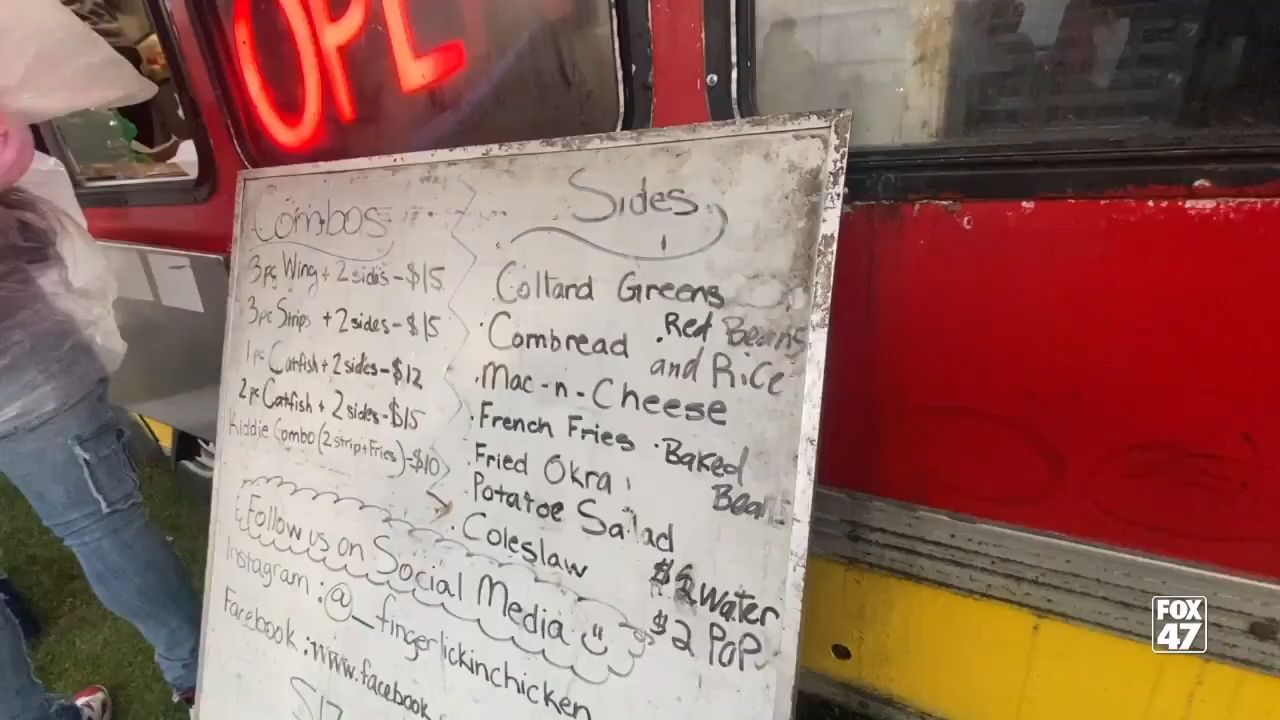 OPE
Combos
3pc Wing + 2 sides - $15
3pc Strips + 2 sides - $15
1pc Catfish + 2 sides - $12
2pc Catfish + 2 sides - $15
Kiddie Combo (2 strip + Fries) - $10
Sides
Collard Greens
· Cornbread
· Red Beans
and Rice
· Mac-n-Cheese
· French Fries
· Baked
Beans
· Fried Okra
· Potatoe Salad
· Coleslaw
$2 Water
$2 POP
Follow us on Social Media
Instagram: @_fingerlickinchicken
Facebook: www.facebook.
FOX
47